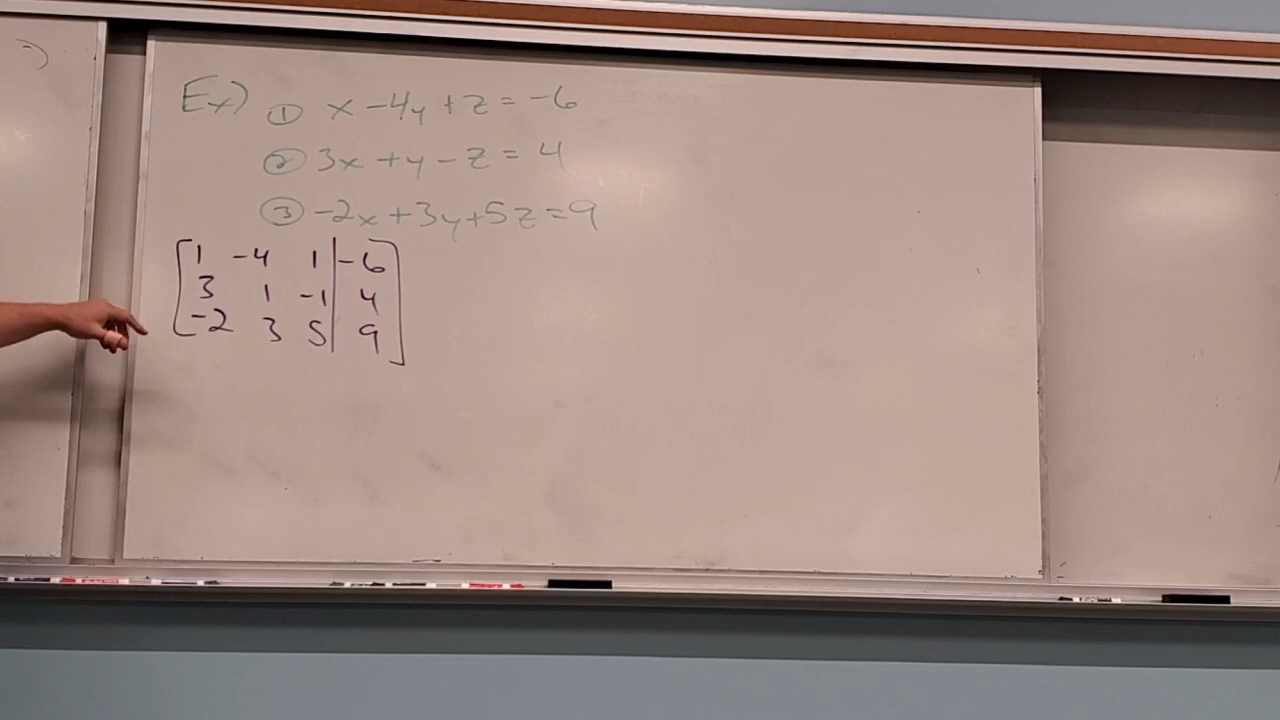 Ex) ① x - 4y + z = -6
② 3x + y - z = 4
③ -2x + 3y + 5z = 9
[1 -4 1 | -6
3 1 -1 | 4
-2 3 5 | 9]